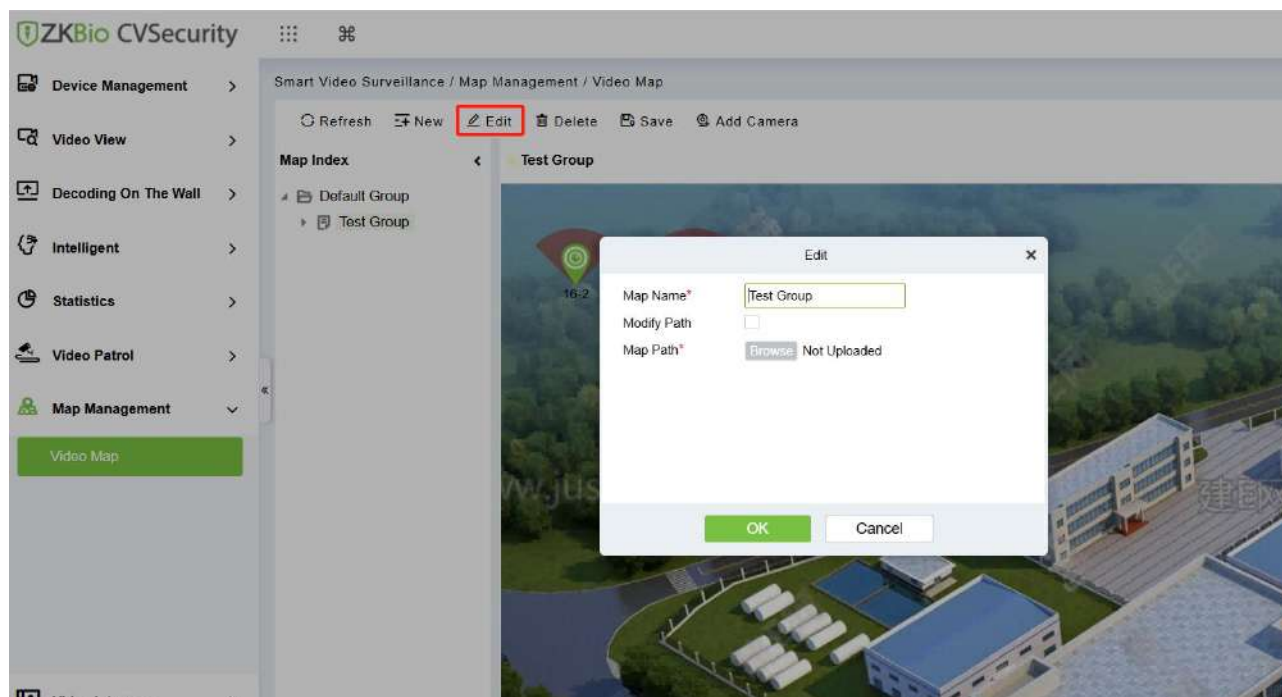 ZKBio CVSecurity
Device Management
Video View
Decoding On The Wall
Intelligent
Statistics
Video Patrol
Map Management
Video Map
Smart Video Surveillance / Map Management / Video Map
Refresh New Edit Delete Save Add Camera
Map Index
Default Group
Test Group
Test Group
16-2
Edit
Map Name* Test Group
Modify Path
Map Path* Browse Not Uploaded
OK Cancel
www.jus